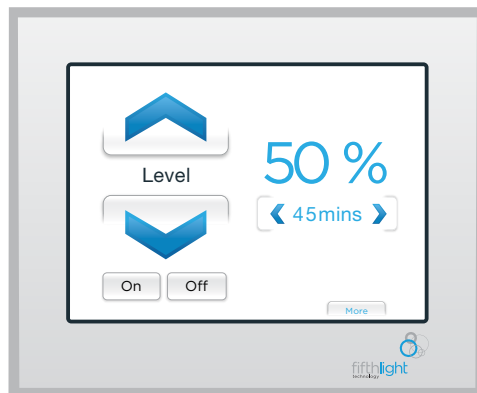 Level
50 %
45mins
On
Off
More
fifthlight
technology